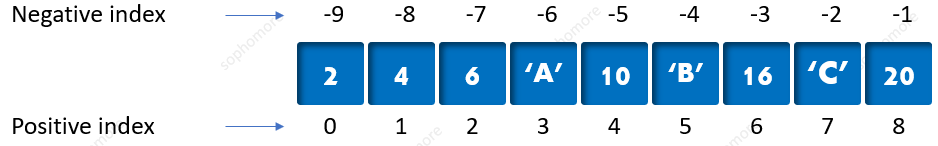 Negative index -9 -8 -7 -6 -5 -4 -3 -2 -1
2 4 6 ‘A’ 10 ‘B’ 16 ‘C’ 20
Positive index 0 1 2 3 4 5 6 7 8
sophomore